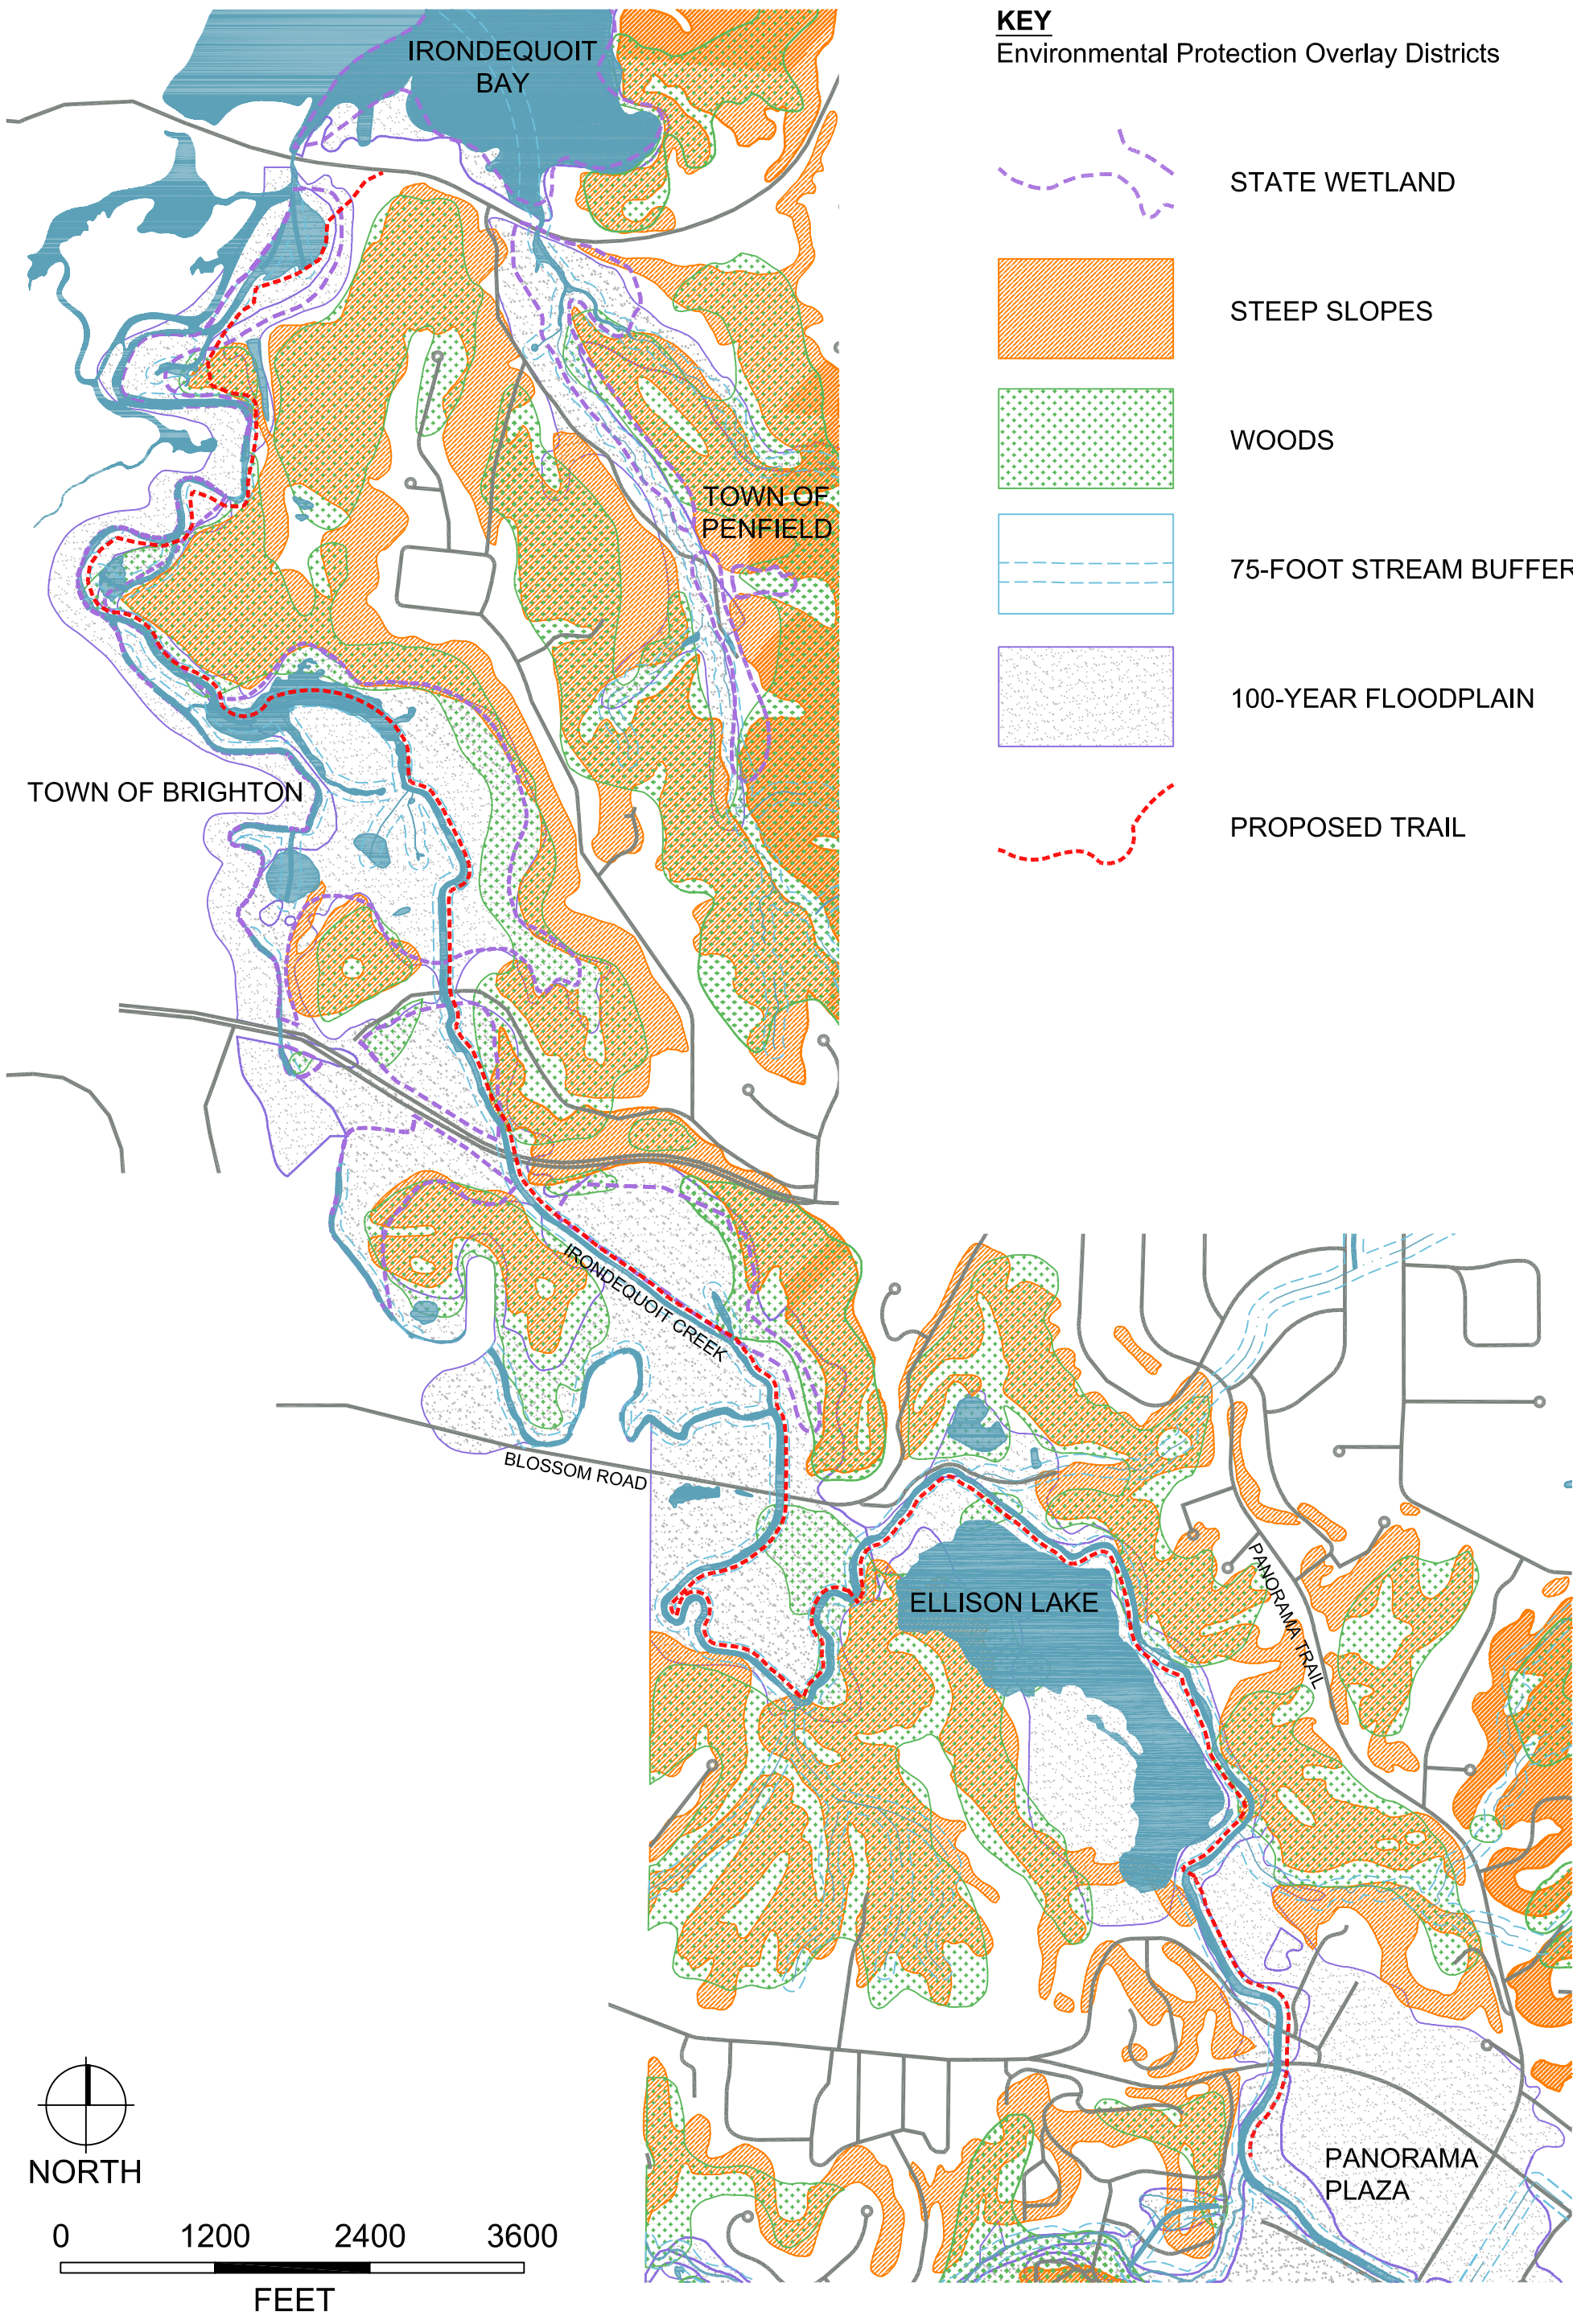 KEY
Environmental Protection Overlay Districts
IRONDEQUOIT
BAY
STATE WETLAND
STEEP SLOPES
WOODS
TOWN OF
PENFIELD
75-FOOT STREAM BUFFER
100-YEAR FLOODPLAIN
TOWN OF BRIGHTON
PROPOSED TRAIL
IRONDEQUOIT CREEK
BLOSSOM ROAD
ELLISON LAKE
PANORAMA TRAIL
PANORAMA
PLAZA
NORTH
0 1200 2400 3600
FEET